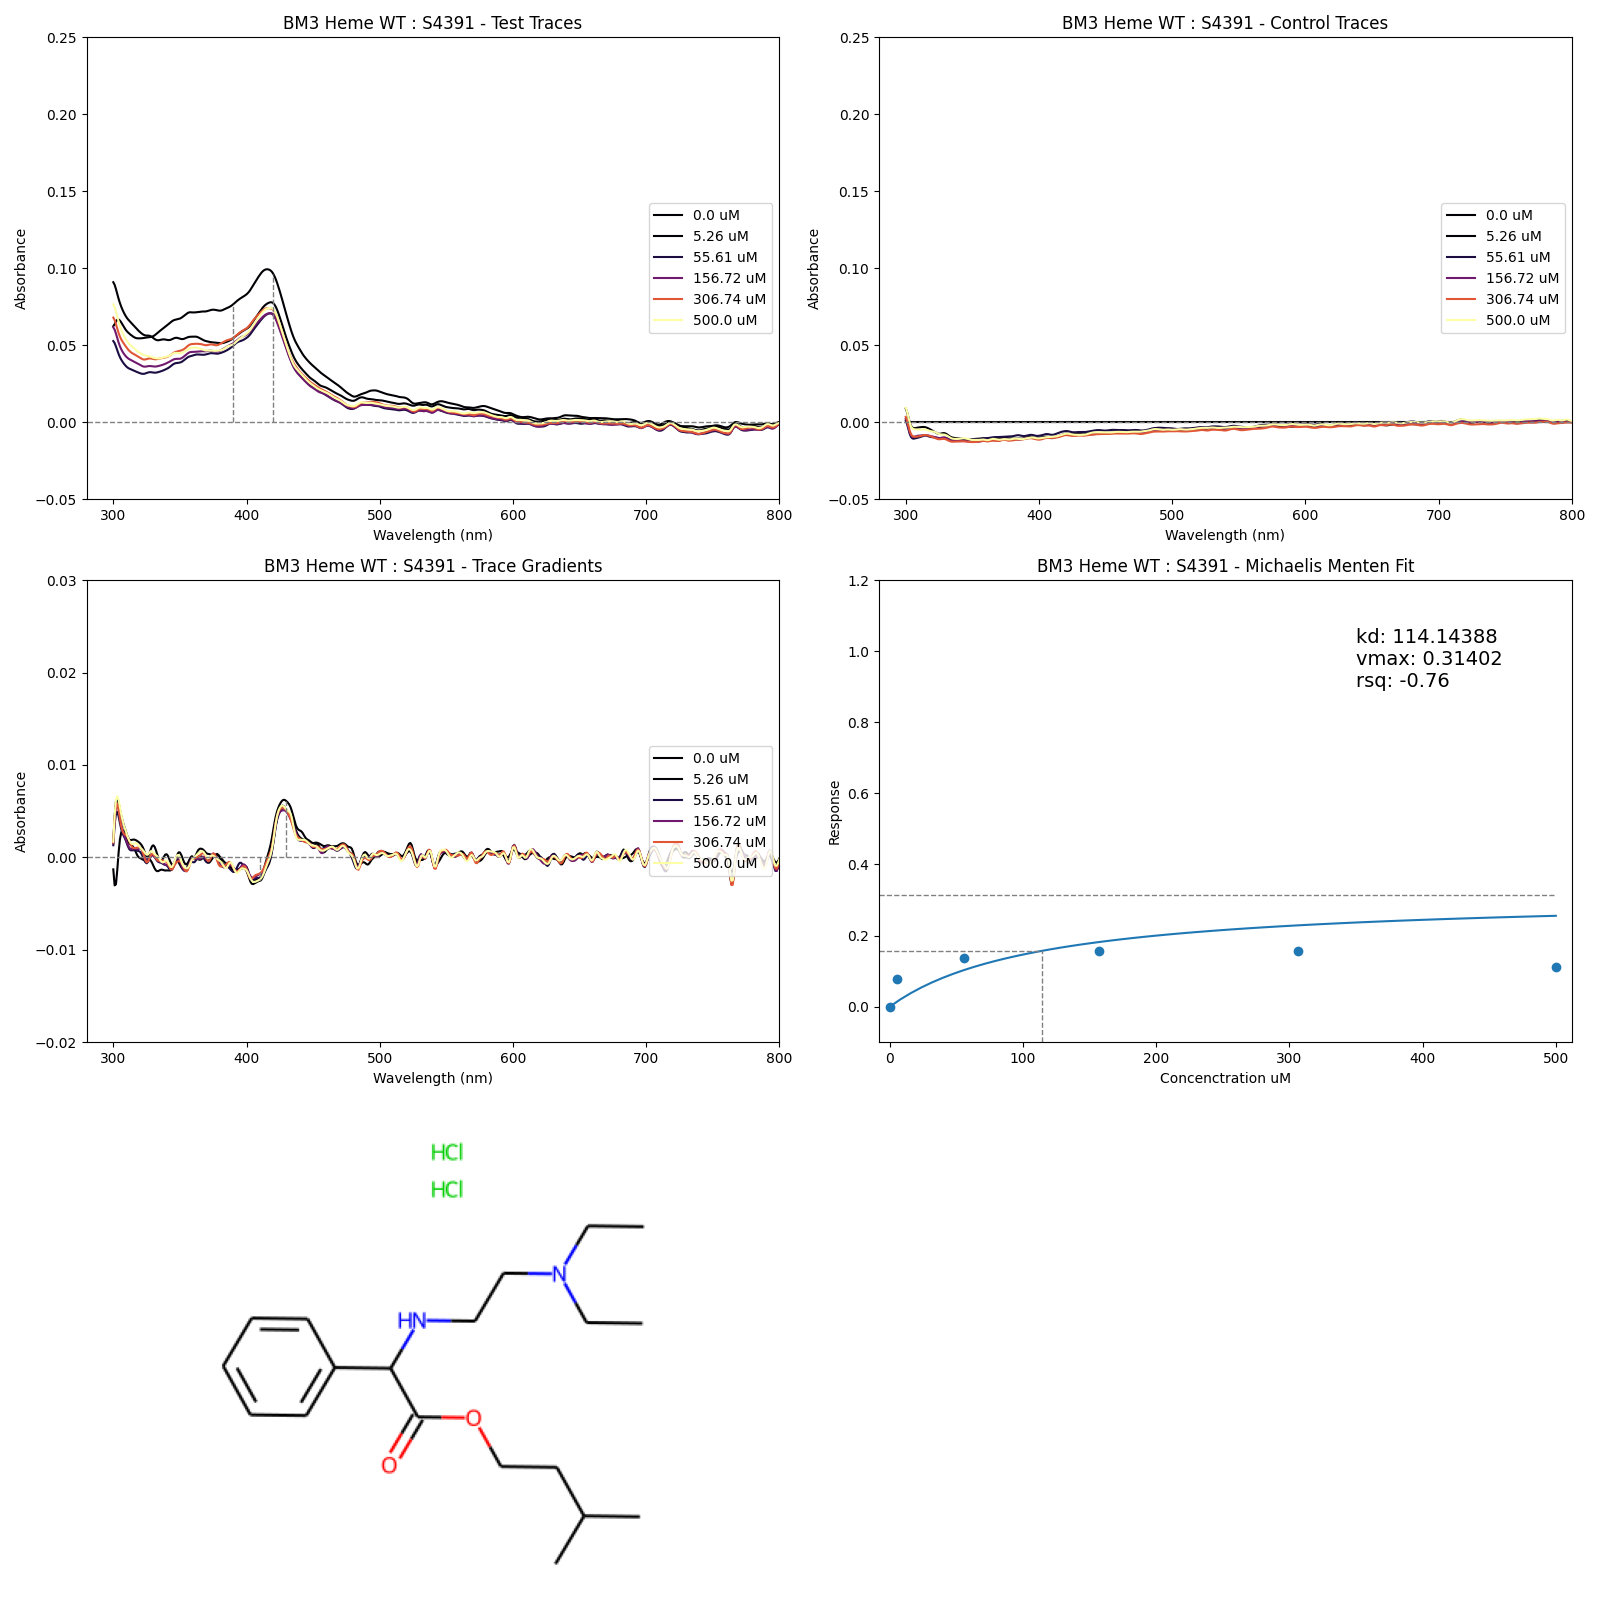 BM3 Heme WT : S4391 - Test Traces
0.25
0.20
0.15
0.10
0.05
0.00
−0.05
Absorbance
300 400 500 600 700 800
Wavelength (nm)
0.0 uM
5.26 uM
55.61 uM
156.72 uM
306.74 uM
500.0 uM
BM3 Heme WT : S4391 - Control Traces
0.25
0.20
0.15
0.10
0.05
0.00
−0.05
Absorbance
300 400 500 600 700 800
Wavelength (nm)
0.0 uM
5.26 uM
55.61 uM
156.72 uM
306.74 uM
500.0 uM
BM3 Heme WT : S4391 - Trace Gradients
0.03
0.02
0.01
0.00
−0.01
−0.02
Absorbance
300 400 500 600 700 800
Wavelength (nm)
0.0 uM
5.26 uM
55.61 uM
156.72 uM
306.74 uM
500.0 uM
BM3 Heme WT : S4391 - Michaelis Menten Fit
1.2
1.0
0.8
0.6
0.4
0.2
0.0
Response
0 100 200 300 400 500
Concenctration uM
kd: 114.14388
vmax: 0.31402
rsq: -0.76
HCl
HCl
N
HN
O
O